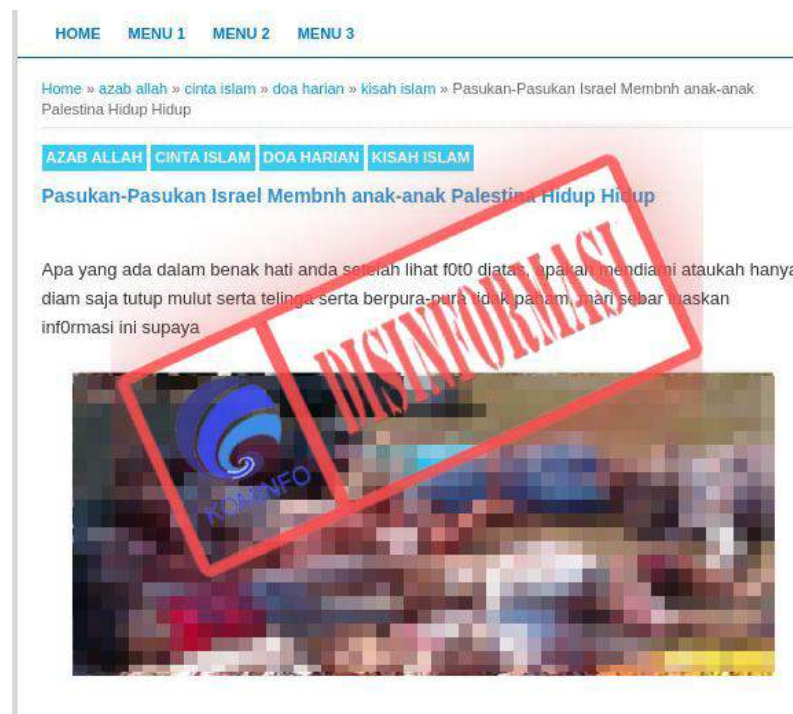 HOME MENU 1 MENU 2 MENU 3
Home » azab allah » cinta islam » doa harian » kisah islam » Pasukan-Pasukan Israel Membnh anak-anak
Palestina Hidup Hidup
AZAB ALLAH CINTA ISLAM DOA HARIAN KISAH ISLAM
Pasukan-Pasukan Israel Membnh anak-anak Palestina Hidup Hidup
Apa yang ada dalam benak hati anda setelah lihat f0t0 diatas, apakah mendiami ataukah hanya
diam saja tutup mulut serta telinga serta berpura-pura tidak paham, mari sebar luaskan
inf0rmasi ini supaya
DISINFORMASI
KOMINFO